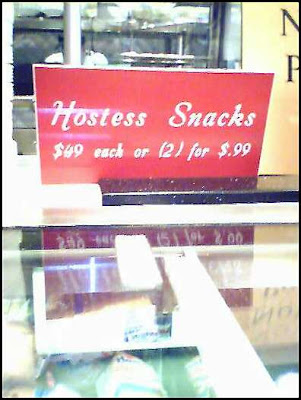 Hostess Snacks
$.49 each or (2) for $.99
N
P